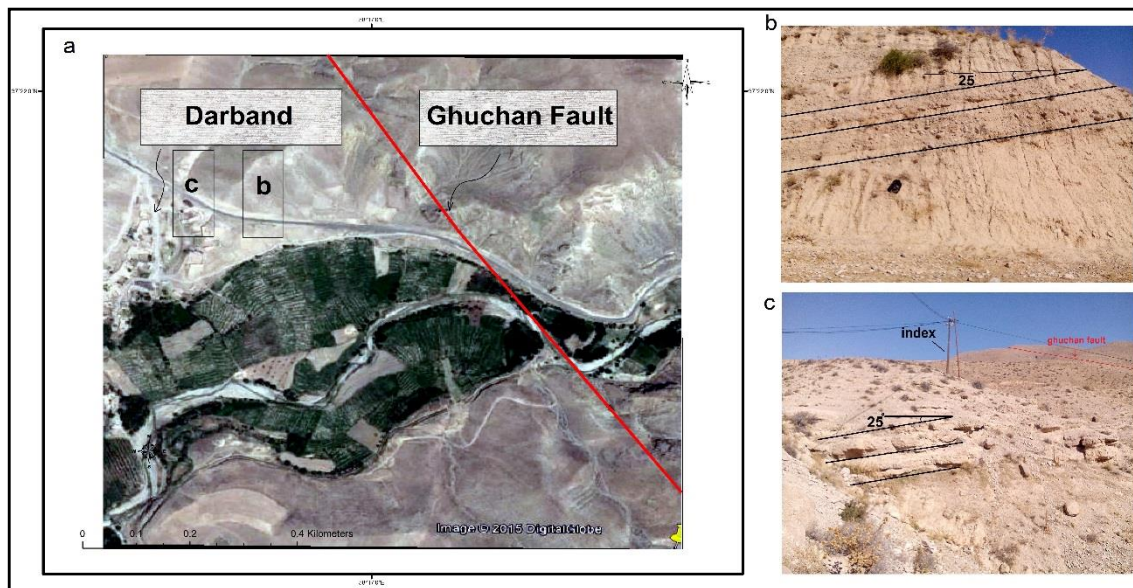 a
Darband
Ghuchan Fault
c
b
Image © 2015 DigitalGlobe
0
0.1
0.2
0.4 Kilometers
b
25
c
index
ghuchan fault
25